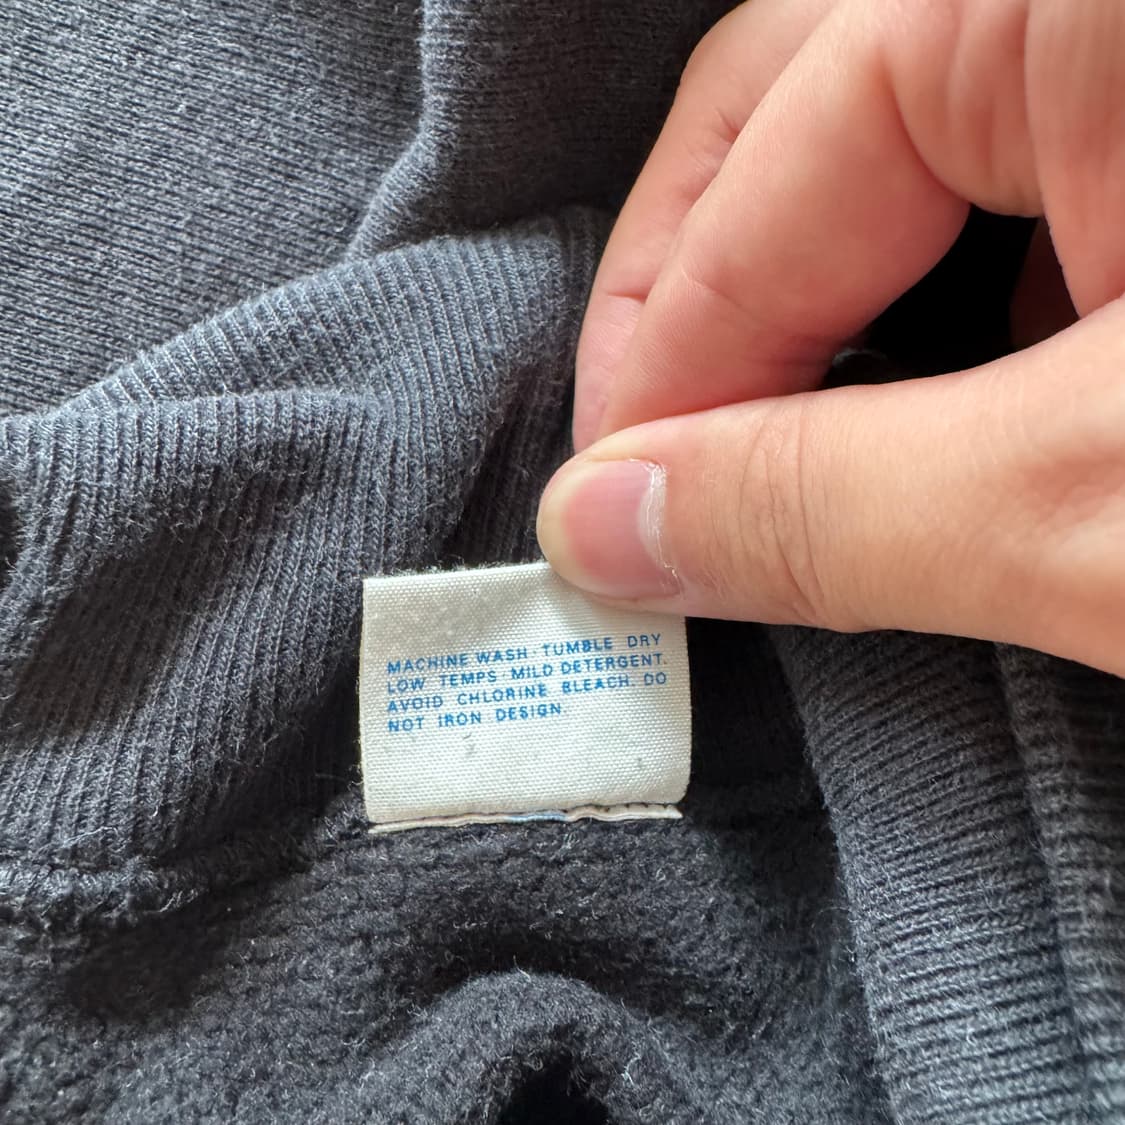 MACHINE WASH. TUMBLE DRY
LOW TEMPS MILD DETERGENT.
AVOID CHLORINE BLEACH. DO
NOT IRON DESIGN.